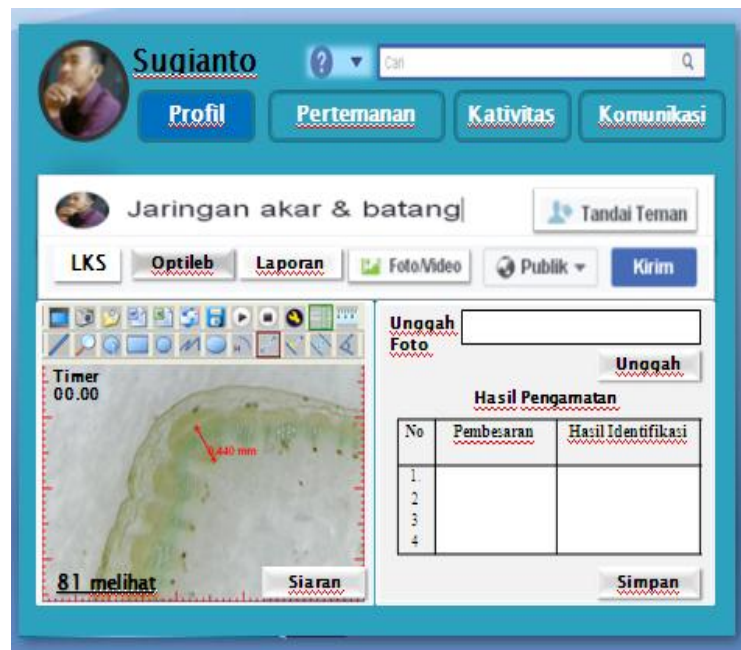 Sugianto
?
Cari
Profil
Pertemanan
Kativitas
Komunikasi
Jaringan akar & batang
Tandai Teman
LKS
Optileb
Laporan
Foto/Video
Publik
Kirim
Timer
00.00
0,440 mm
81 melihat
Siaran
Unggah
Foto
Unggah
Hasil Pengamatan
No Pembesaran Hasil Identifikasi
1.
2
3
4
Simpan